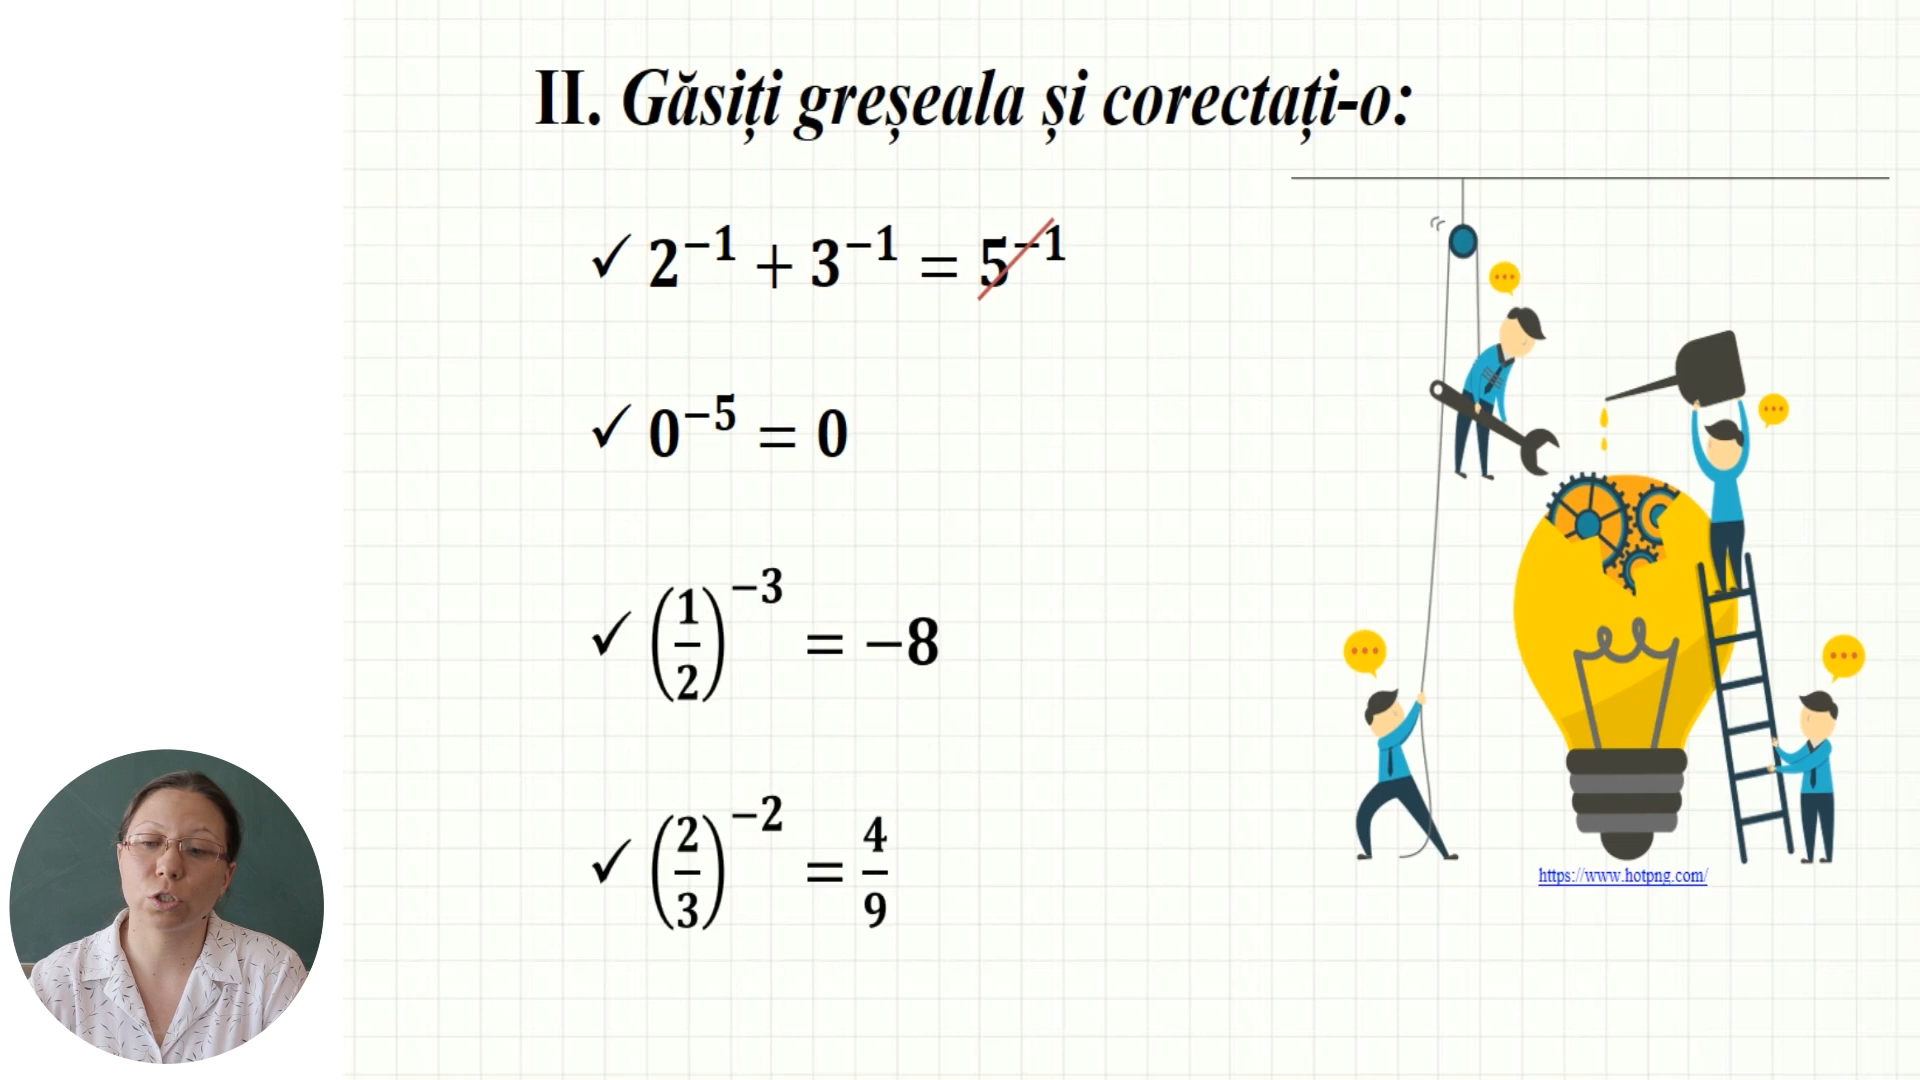 II. Găsiți greșeala și corectați-o:
✓ 2⁻¹ + 3⁻¹ = 5⁻¹
✓ 0⁻⁵ = 0
✓ (1/2)⁻³ = −8
✓ (2/3)⁻² = 4/9
https://www.hotpng.com/